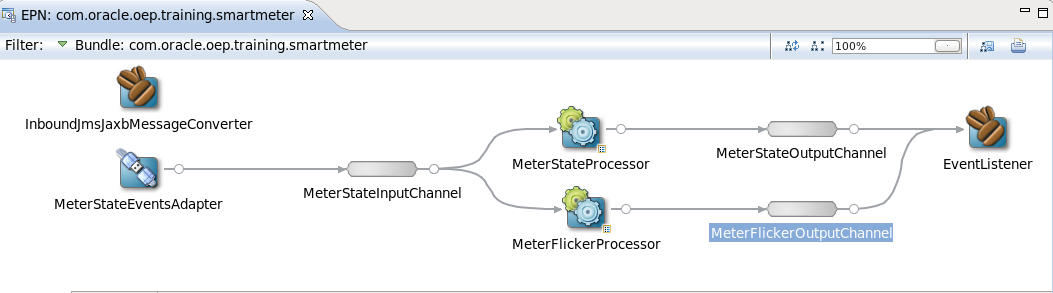 EPN: com.oracle.oep.training.smartmeter
Filter: Bundle: com.oracle.oep.training.smartmeter 100%
InboundJmsJaxbMessageConverter
MeterStateEventsAdapter
MeterStateInputChannel
MeterStateProcessor
MeterFlickerProcessor
MeterStateOutputChannel
MeterFlickerOutputChannel
EventListener